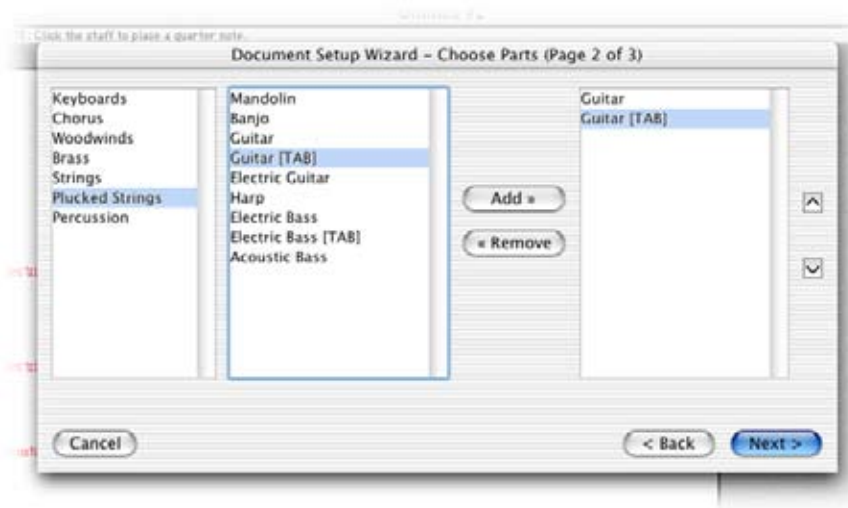 Click the staff to place a quarter note.
Document Setup Wizard – Choose Parts (Page 2 of 3)
Keyboards
Chorus
Woodwinds
Brass
Strings
Plucked Strings
Percussion
Mandolin
Banjo
Guitar
Guitar [TAB]
Electric Guitar
Harp
Electric Bass
Electric Bass [TAB]
Acoustic Bass
Add »
« Remove
Guitar
Guitar [TAB]
Cancel
< Back
Next >